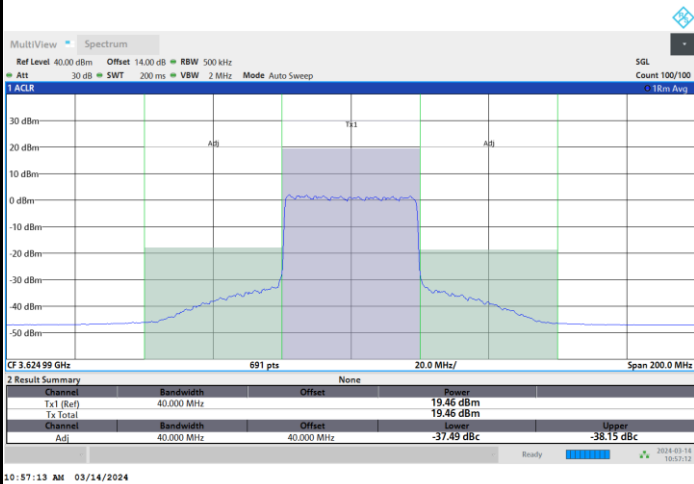 MultiView Spectrum
Ref Level 40.00 dBm Offset 14.00 dB RBW 500 kHz SGL
Att 30 dB SWT 200 ms VBW 2 MHz Mode Auto Sweep Count 100/100
1 ACLR 1Rm Avg
30 dBm
Tx1
20 dBm
Adj Adj
10 dBm
0 dBm
-10 dBm
-20 dBm
-30 dBm
-40 dBm
-50 dBm
CF 3.624 99 GHz 691 pts 20.0 MHz/ Span 200.0 MHz
2 Result Summary None
Channel Bandwidth Offset Power
Tx1 (Ref) 40.000 MHz 19.46 dBm
Tx Total 19.46 dBm
Channel Bandwidth Offset Lower Upper
Adj 40.000 MHz 40.000 MHz -37.49 dBc -38.15 dBc
Ready 2024-03-14
10:57:12
10:57:13 AM 03/14/2024